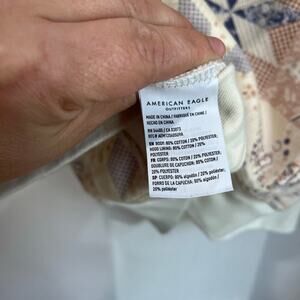 AMERICAN EAGLE
OUTFITTERS
MADE IN CHINA / FABRIQUÉ EN CHINE /
HECHO EN CHINA
EN BODY: 80% COTTON / 20% POLYESTER;
HOOD LINING: 80% COTTON / 20%
POLYESTER
FR CORPS: 80% COTON / 20% POLYESTER;
DOUBLURE DE CAPUCHON: 80% COTON /
20% POLYESTER
SP CUERPO: 80% algodón / 20% poliéster;
FORRO DE LA CAPUCHA: 80% algodón /
20% poliéster